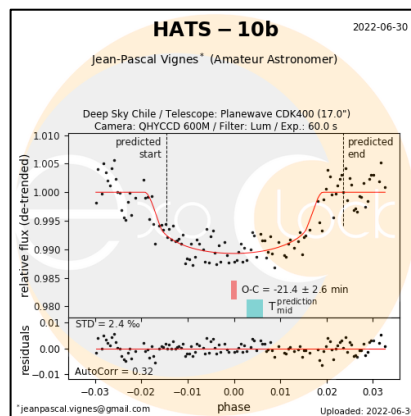 HATS – 10b
2022-06-30
Jean-Pascal Vignes* (Amateur Astronomer)
Deep Sky Chile / Telescope: Planewave CDK400 (17.0")
Camera: QHYCCD 600M / Filter: Lum / Exp.: 60.0 s
predicted
start
predicted
end
relative flux (de-trended)
1.010
1.005
1.000
0.995
0.990
0.985
0.980
exo Clock
O-C = -21.4 ± 2.6 min
T prediction mid
residuals
0.01
0.00
−0.01
STD = 2.4 ‰
AutoCorr = 0.32
−0.03 −0.02 −0.01 0.00 0.01 0.02 0.03
phase
*jeanpascal.vignes@gmail.com
Uploaded: 2022-06-30